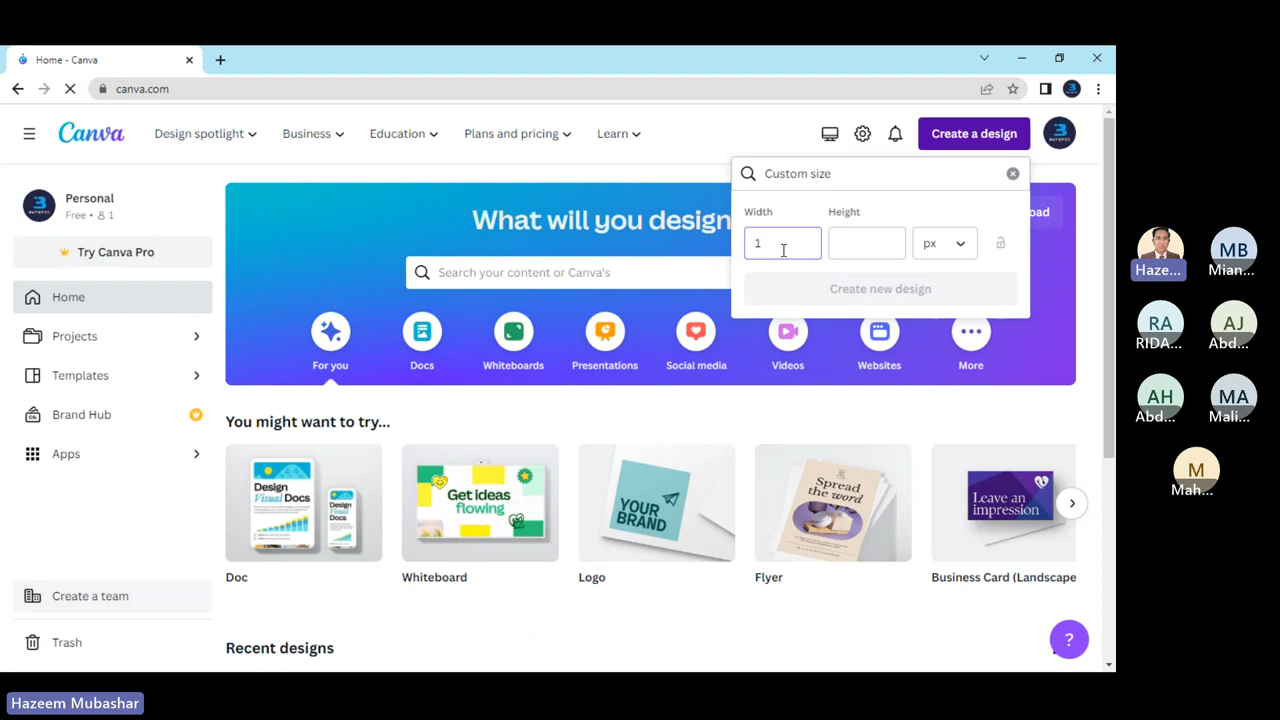 Home - Canva
canva.com
Canva
Design spotlight
Business
Education
Plans and pricing
Learn
Create a design
3
Personal
Free • 1
Try Canva Pro
Home
Projects
Templates
Brand Hub
Apps
Create a team
Trash
What will you design
Search your content or Canva's
Custom size
Width
Height
1
px
Create new design
For you
Docs
Whiteboards
Presentations
Social media
Videos
Websites
More
You might want to try...
Design
Visual Docs
Design
Visual Docs
Get ideas
flowing
YOUR
BRAND
Spread
the word
Leave an
impression
Doc
Whiteboard
Logo
Flyer
Business Card (Landscape
Recent designs
?
Haze...
MB
Mian...
RA
RIDA...
AJ
Abd...
AH
Abd...
MA
Mali...
M
Mah...
Hazeem Mubashar